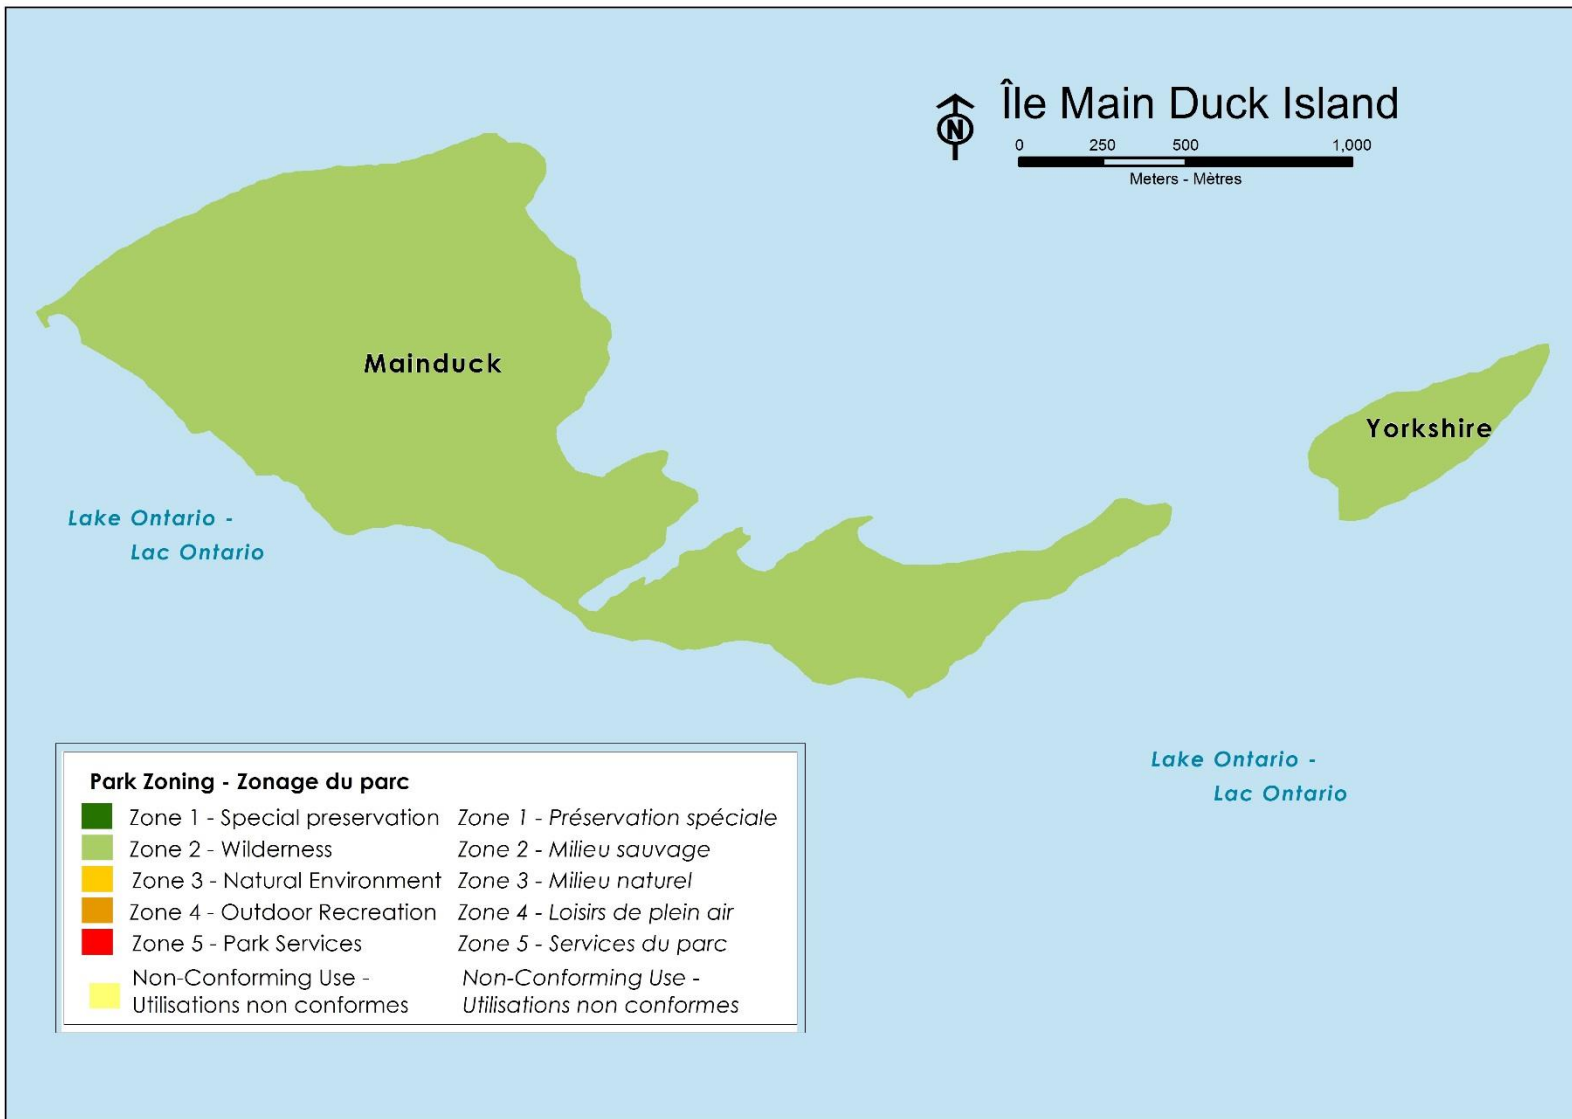 Île Main Duck Island
N
0 250 500 1,000
Meters - Mètres
Mainduck
Yorkshire
Lake Ontario -
Lac Ontario
Lake Ontario -
Lac Ontario
Park Zoning - Zonage du parc
Zone 1 - Special preservation Zone 1 - Préservation spéciale
Zone 2 - Wilderness Zone 2 - Milieu sauvage
Zone 3 - Natural Environment Zone 3 - Milieu naturel
Zone 4 - Outdoor Recreation Zone 4 - Loisirs de plein air
Zone 5 - Park Services Zone 5 - Services du parc
Non-Conforming Use - Non-Conforming Use -
Utilisations non conformes Utilisations non conformes